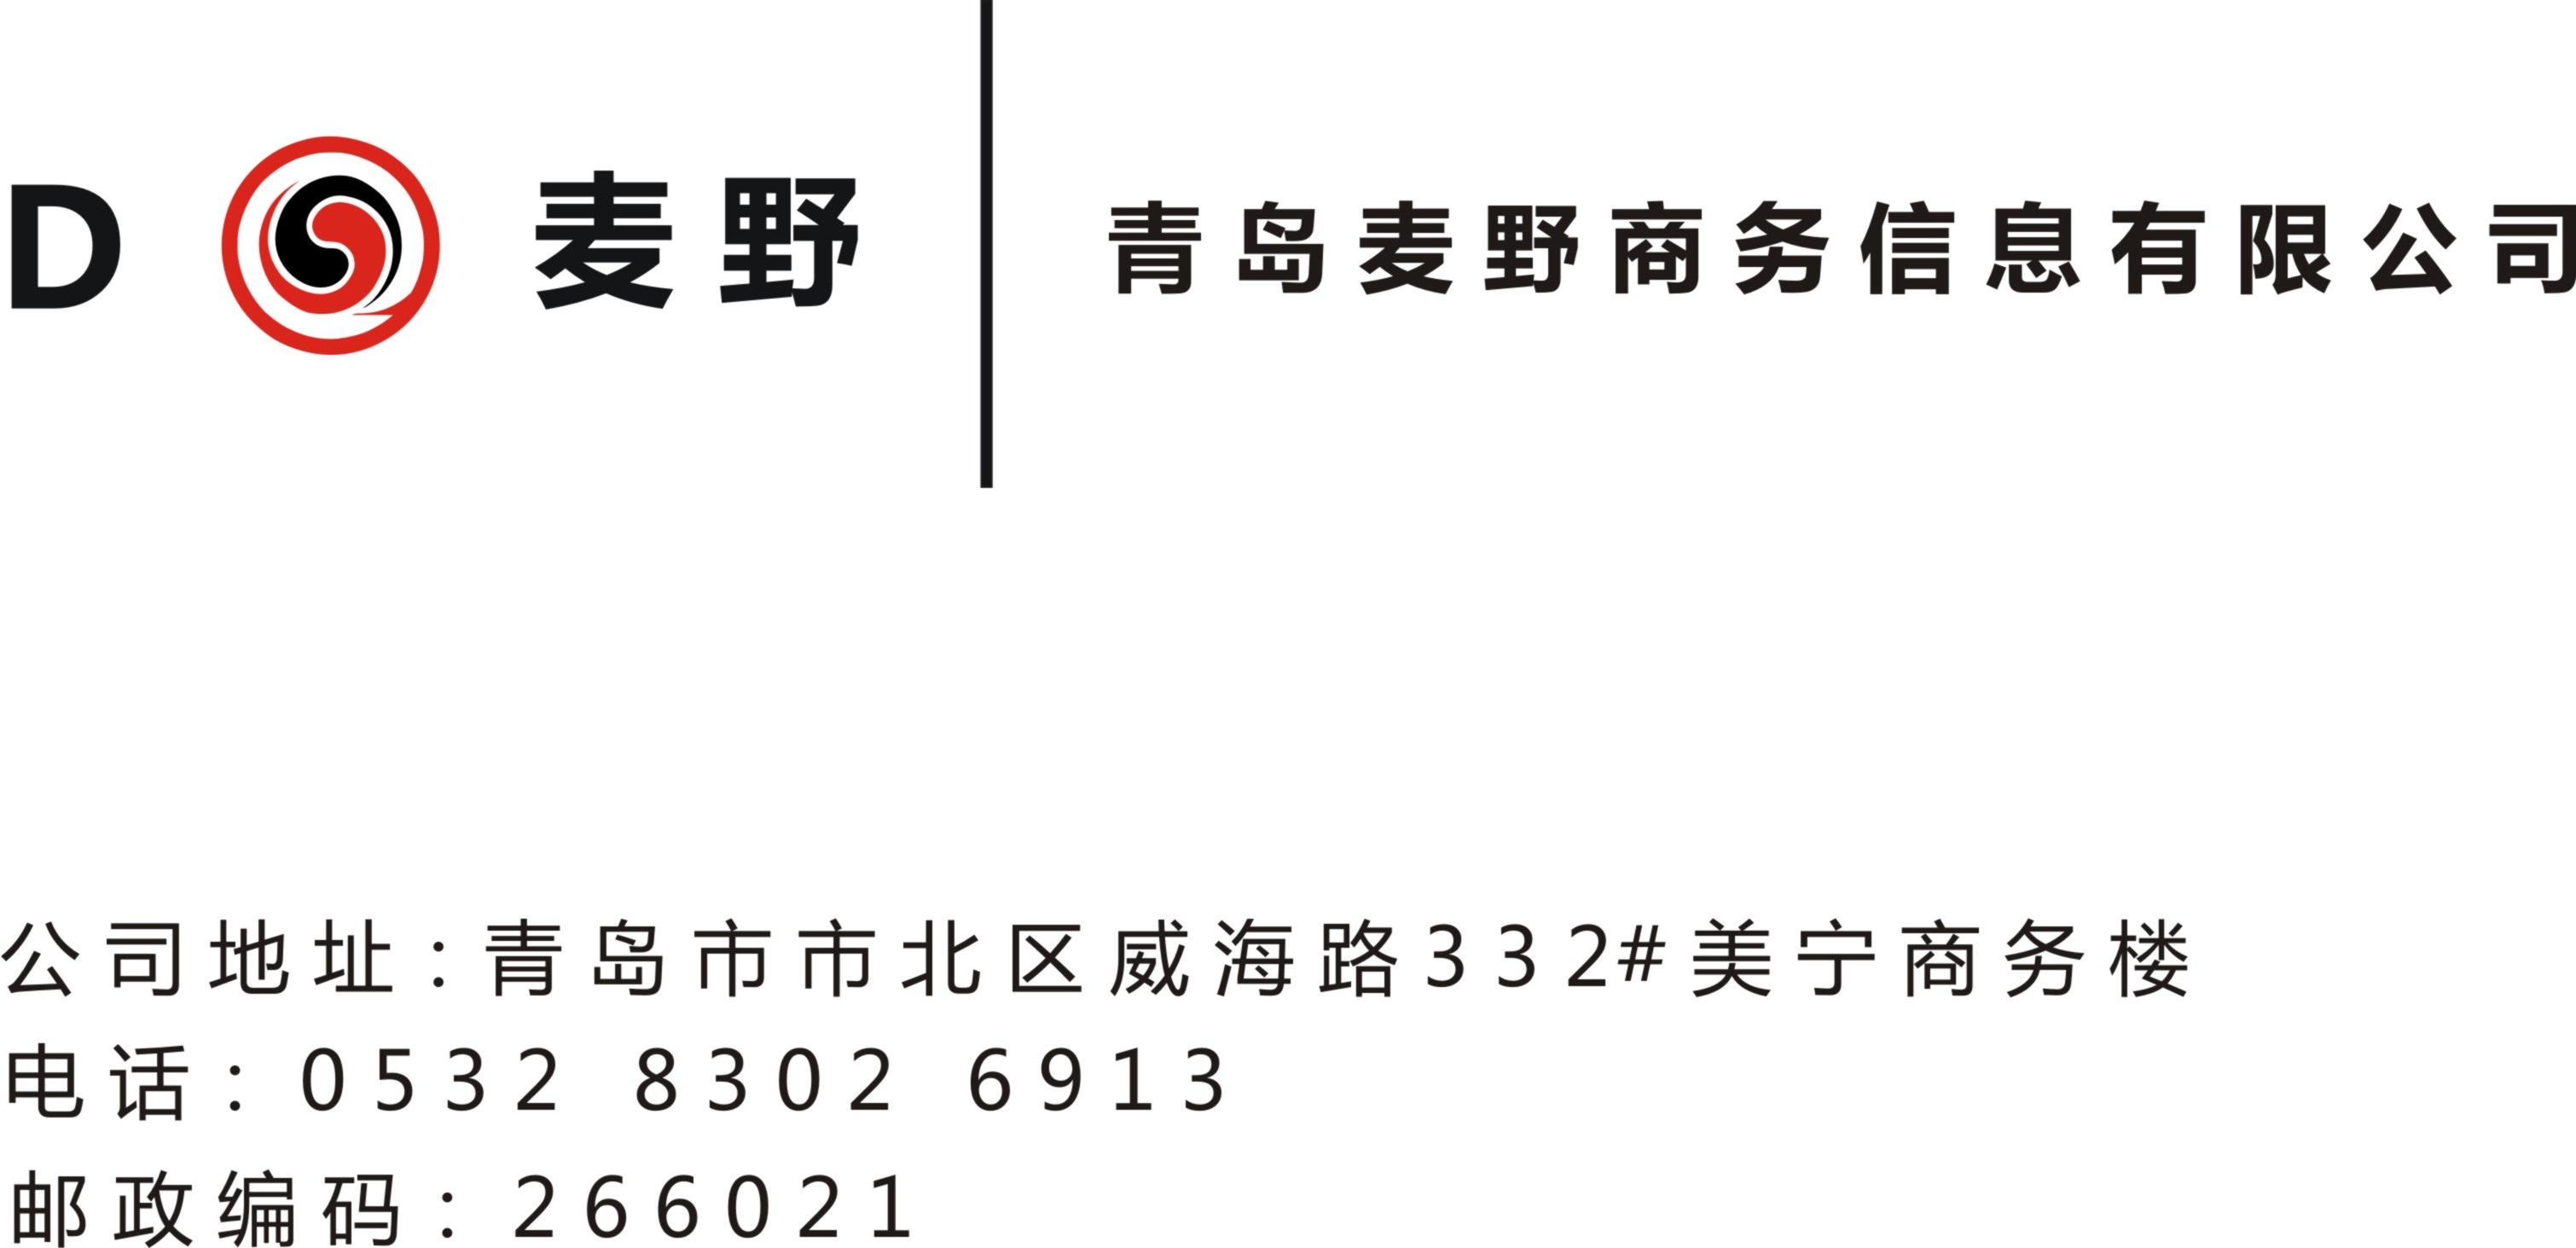 D 麦野 青岛麦野商务信息有限公司
公司地址:青岛市市北区威海路332#美宁商务楼
电话: 0532 8302 6913
邮政编码: 266021